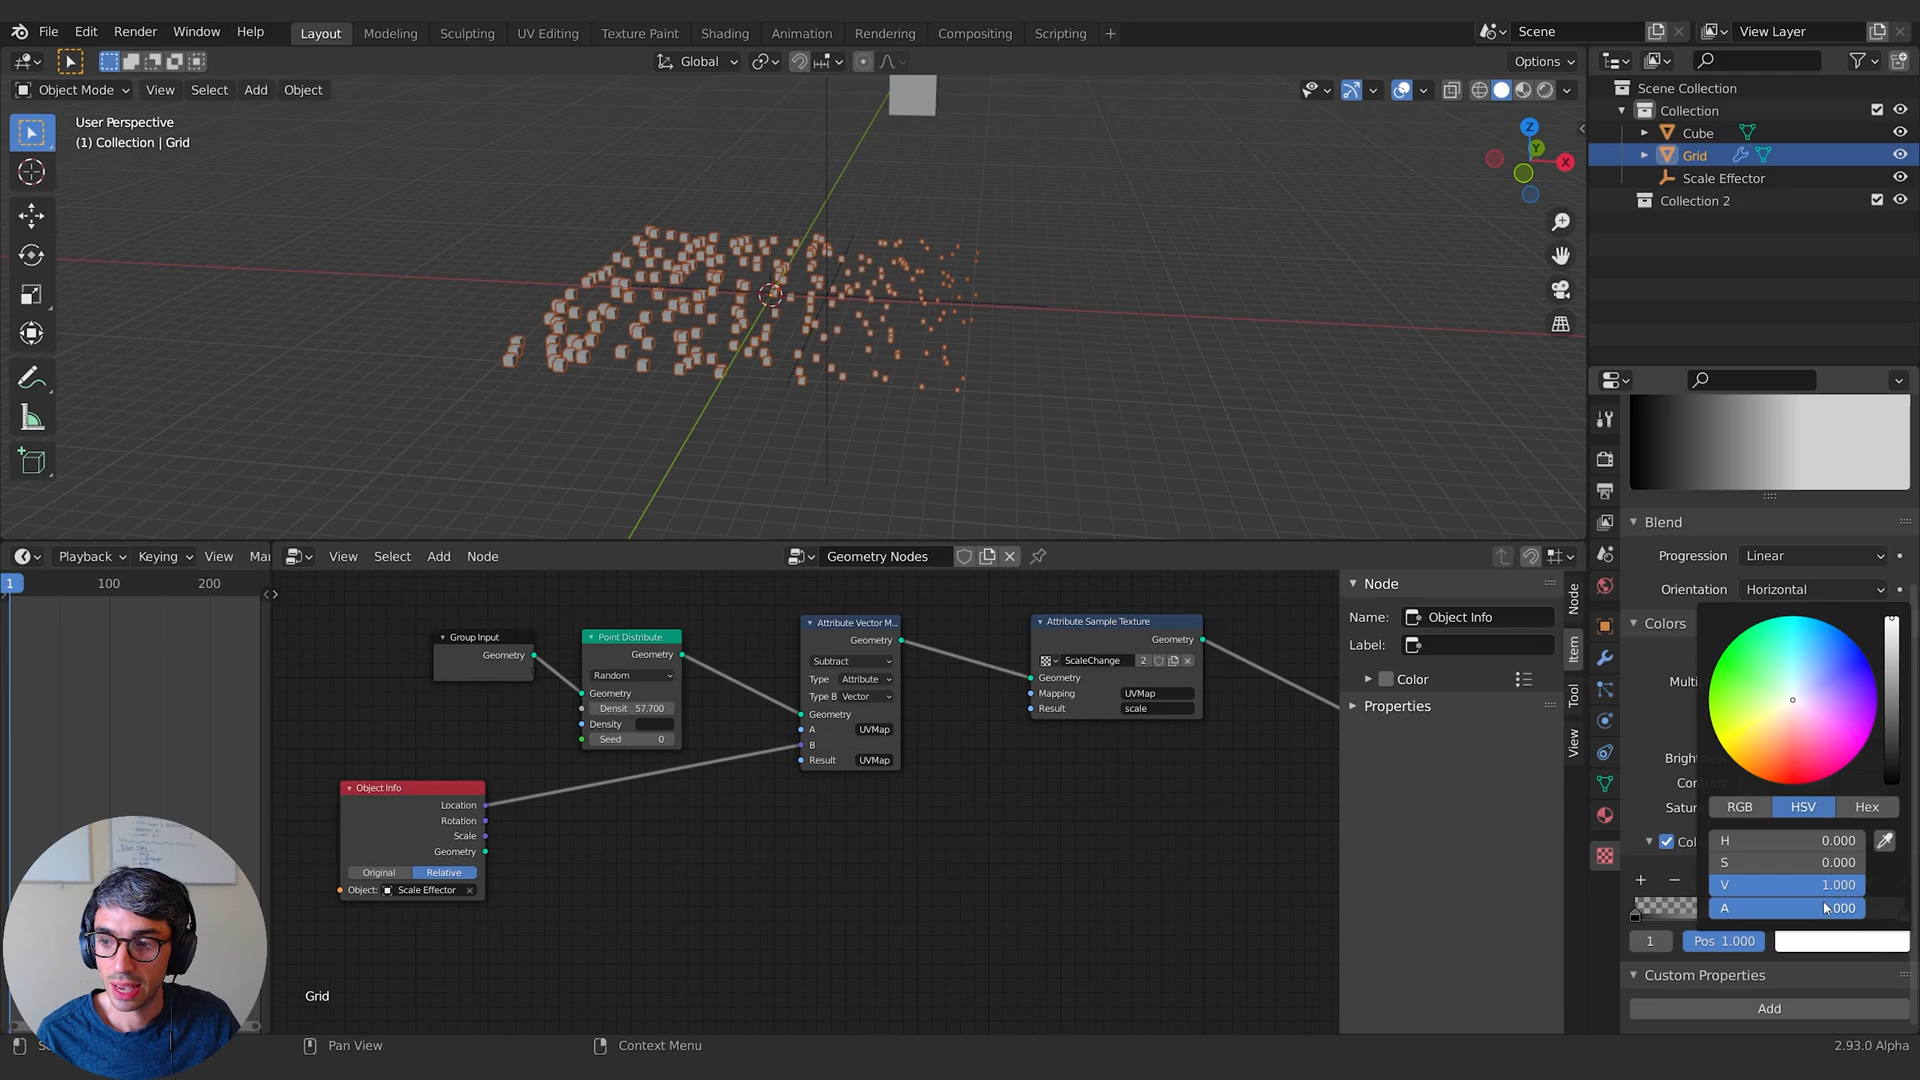 File Edit Render Window Help Layout Modeling Sculpting UV Editing Texture Paint Shading Animation Rendering Compositing Scripting + Scene View Layer
Global Options
Object Mode View Select Add Object
User Perspective
(1) Collection | Grid
Z
Y
X
Scene Collection
Collection
Cube
Grid
Scale Effector
Collection 2
Blend
Progression Linear
Orientation Horizontal
Colors
Multi
Brigh
Satu
RGB HSV Hex
Col
H 0.000
S 0.000
V 1.000
A
1 Pos 1.000
Custom Properties
Add
Playback Keying View Mar
1 100 200
View Select Add Node Geometry Nodes
Group Input
Geometry
Point Distribute
Geometry
Random
Geometry
Densit 57.700
Density
Seed 0
Attribute Vector M...
Geometry
Subtract
Type Attribute
Type B Vector
Geometry
A UVMap
B
Result UVMap
Attribute Sample Texture
Geometry
ScaleChange 2
Geometry
Mapping UVMap
Result scale
Object Info
Location
Rotation
Scale
Geometry
Original Relative
Object: Scale Effector
Grid
Node
Name: Object Info
Label:
Color
Properties
Node
Item
Tool
View
Pan View
Context Menu
2.93.0 Alpha